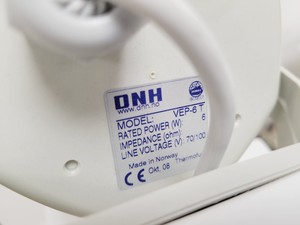 DNH
www.dnh.no
MODEL: VEP-6 T
RATED POWER (W): 6
IMPEDANCE (ohm)
LINE VOLTAGE (V): 70/100
Made in Norway
CE Okt. 08